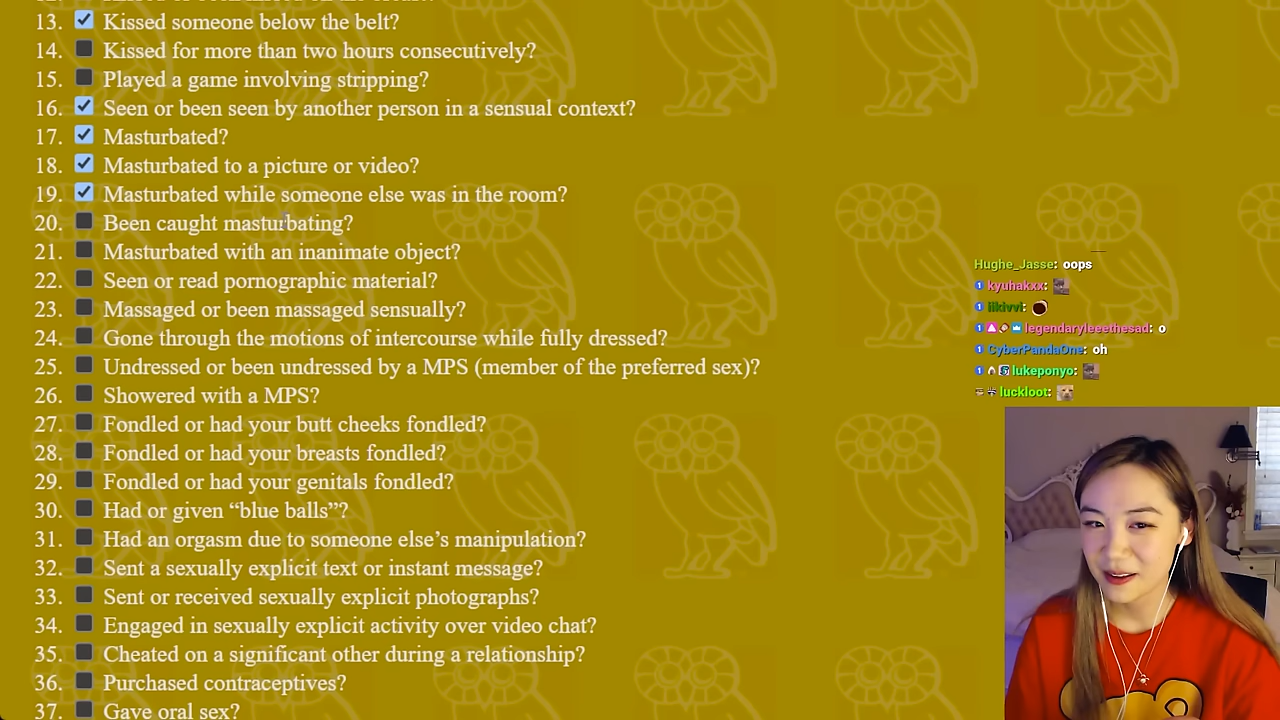 13. Kissed someone below the belt?
14. Kissed for more than two hours consecutively?
15. Played a game involving stripping?
16. Seen or been seen by another person in a sensual context?
17. Masturbated?
18. Masturbated to a picture or video?
19. Masturbated while someone else was in the room?
20. Been caught masturbating?
21. Masturbated with an inanimate object?
22. Seen or read pornographic material?
23. Massaged or been massaged sensually?
24. Gone through the motions of intercourse while fully dressed?
25. Undressed or been undressed by a MPS (member of the preferred sex)?
26. Showered with a MPS?
27. Fondled or had your butt cheeks fondled?
28. Fondled or had your breasts fondled?
29. Fondled or had your genitals fondled?
30. Had or given “blue balls”?
31. Had an orgasm due to someone else’s manipulation?
32. Sent a sexually explicit text or instant message?
33. Sent or received sexually explicit photographs?
34. Engaged in sexually explicit activity over video chat?
35. Cheated on a significant other during a relationship?
36. Purchased contraceptives?
37. Gave oral sex?
Hughe_Jasse: oops
kyuhakxx:
iikivvi:
legendaryleeethesad: o
CyberPandaOne: oh
lukeponyo:
luckloot: